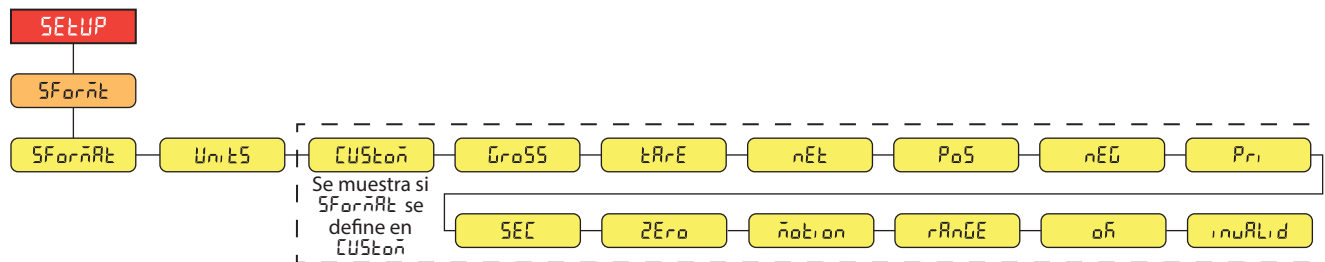 SEtUP
SFormt
SFormAt
UnitS
CUStom
GroSS
tArE
nEt
PoS
nEG
Pri
Se muestra si
SFormAt se
define en
CUStom
SEC
ZEro
motion
rAnGE
oK
invALid